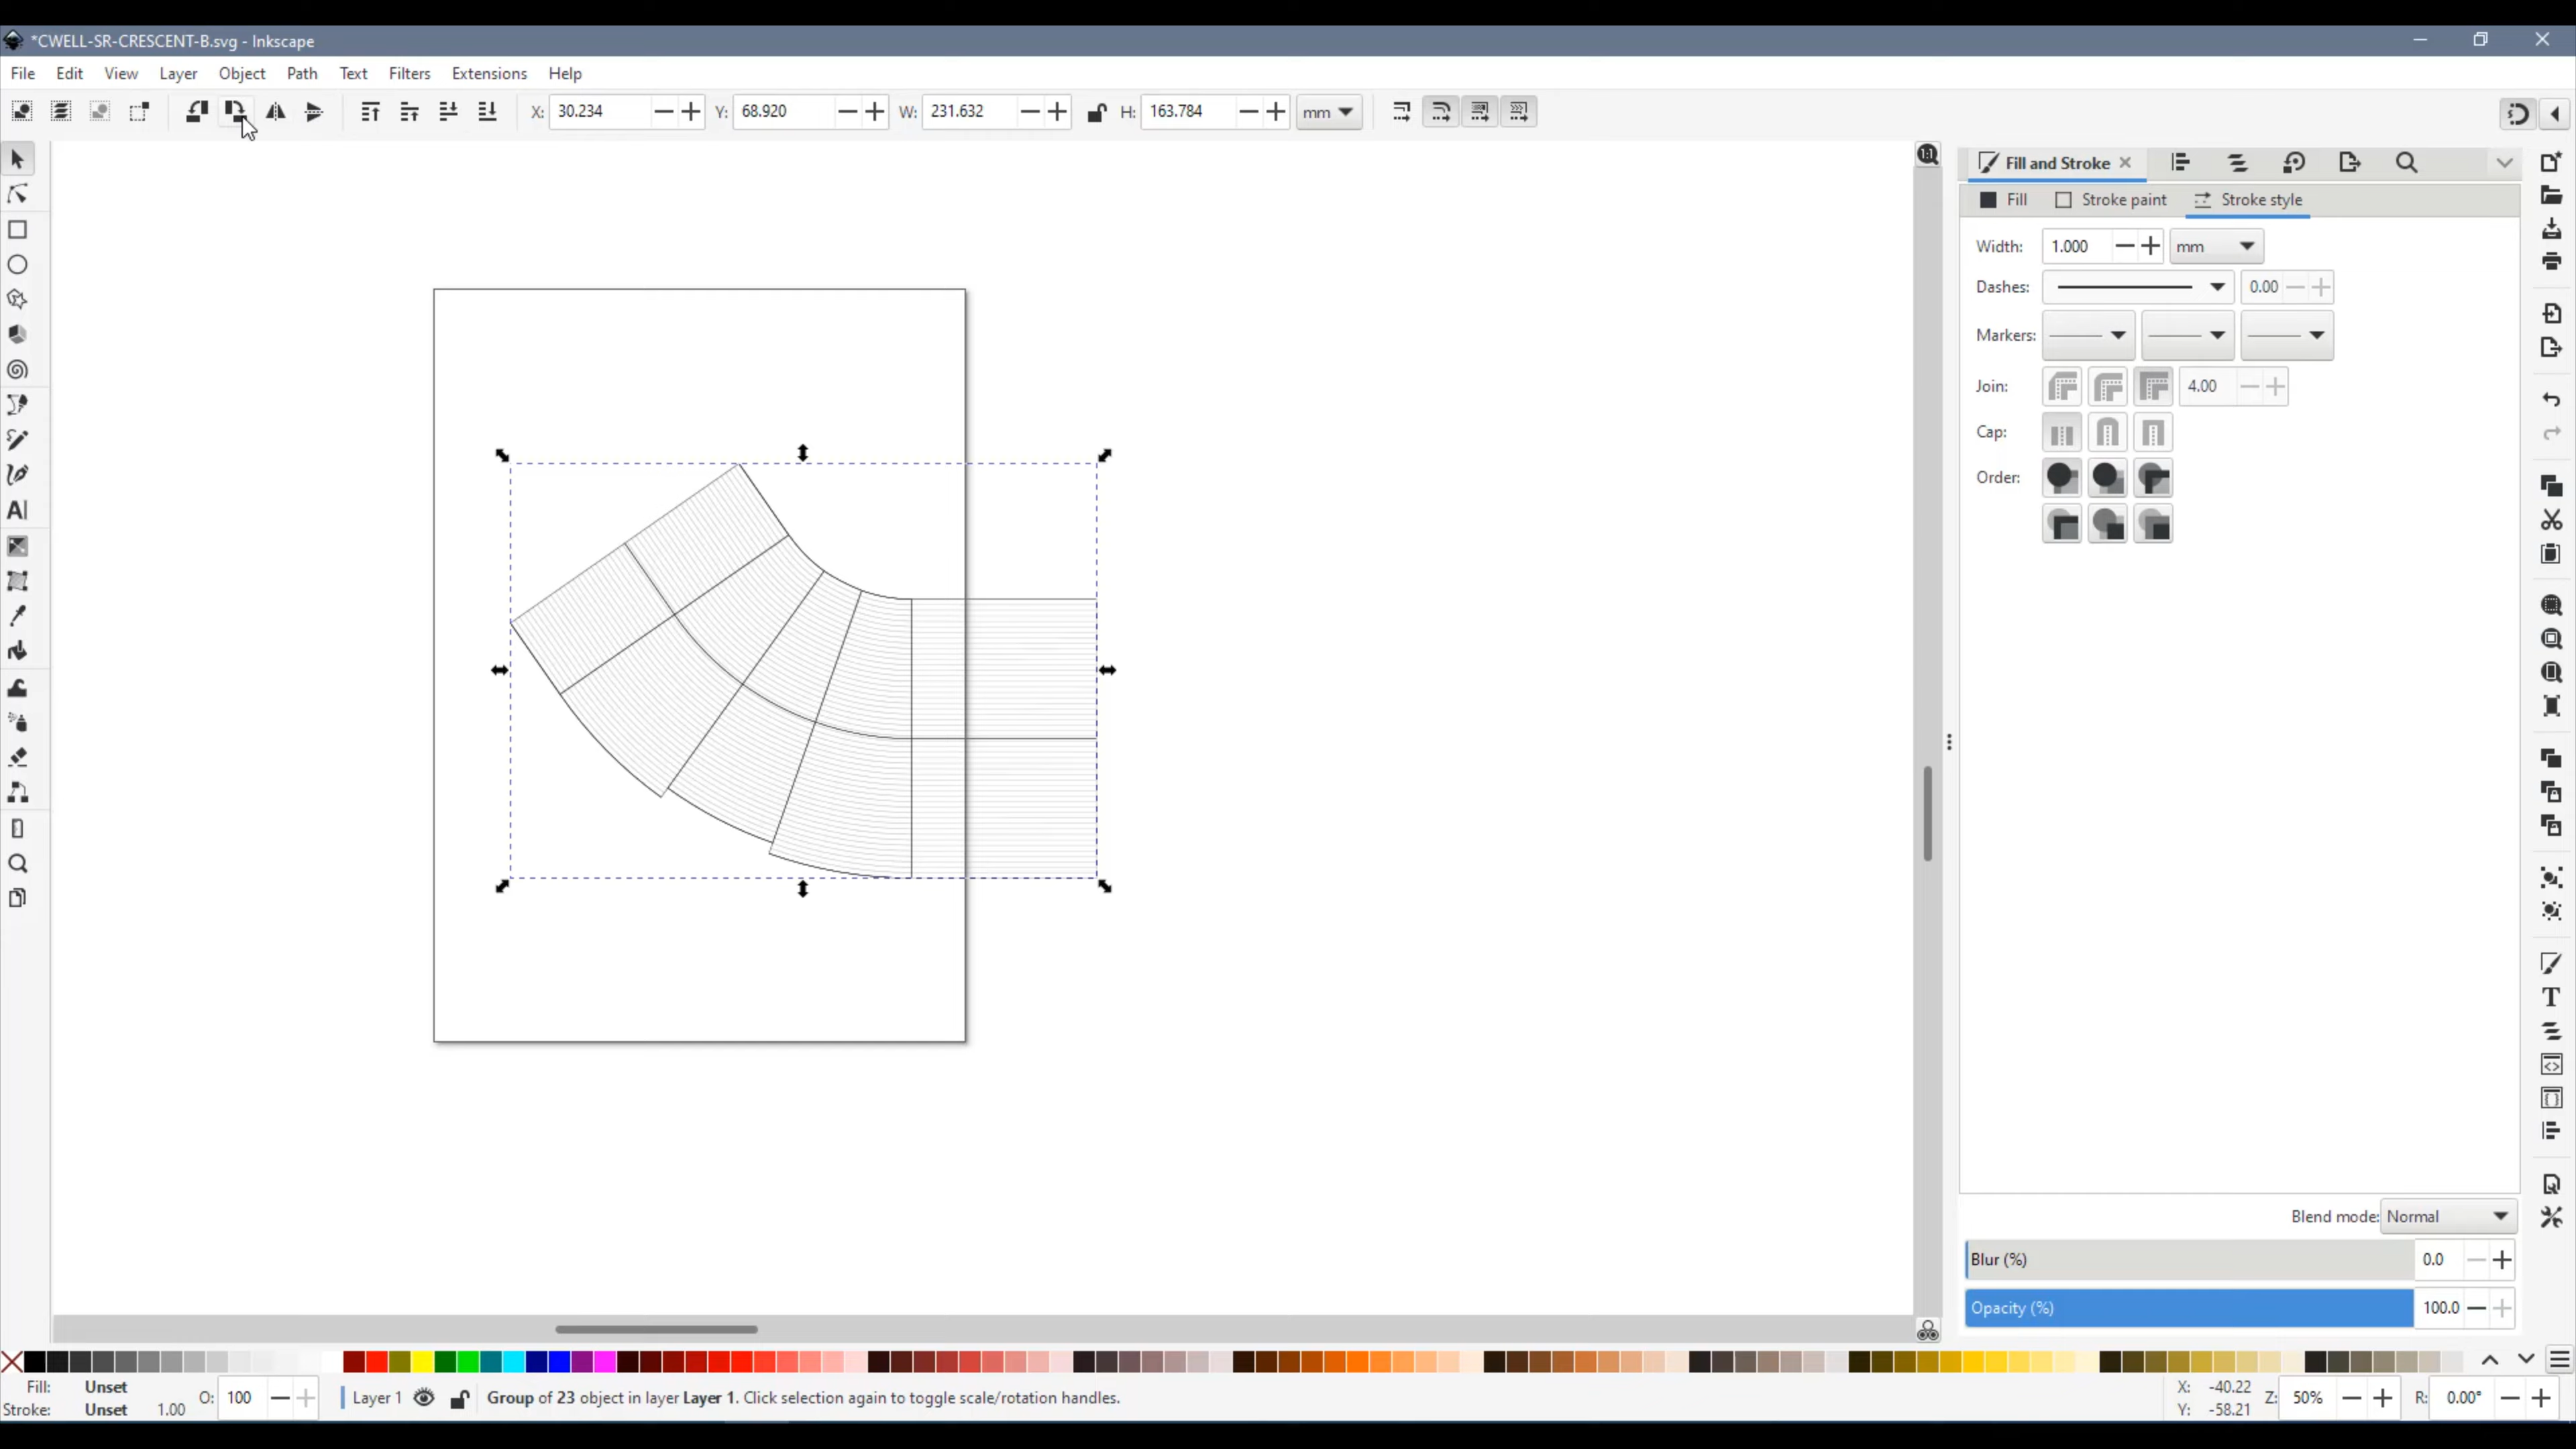 *CWELL-SR-CRESCENT-B.svg - Inkscape
File Edit View Layer Object Path Text Filters Extensions Help
X: 30.234 Y: 68.920 W: 231.632 H: 163.784 mm
1:1
Fill and Stroke
Fill Stroke paint Stroke style
Width: 1.000 mm
Dashes: 0.00
Markers:
Join: 4.00
Cap:
Order:
Blend mode: Normal
Blur (%) 0.0
Opacity (%) 100.0
Fill: Unset
Stroke: Unset 1.00
O: 100
Layer 1
Group of 23 object in layer Layer 1. Click selection again to toggle scale/rotation handles.
X: -40.22
Y: -58.21
Z: 50%
R: 0.00°